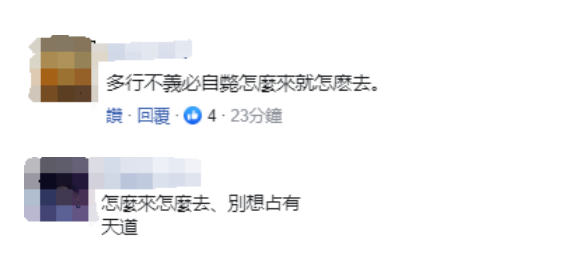 多行不義必自斃怎麼來就怎麽去。
讚 · 回覆 · 4 · 23分鐘
怎麼來怎麼去、別想占有
天道